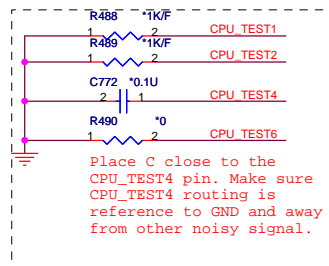 R488 *1K/F
1 2 CPU_TEST1
R489 *1K/F
1 2 CPU_TEST2
C772 *0.1U
2 1 CPU_TEST4
R490 *0
1 2 CPU_TEST6
Place C close to the
CPU_TEST4 pin. Make sure
CPU_TEST4 routing is
reference to GND and away
from other noisy signal.